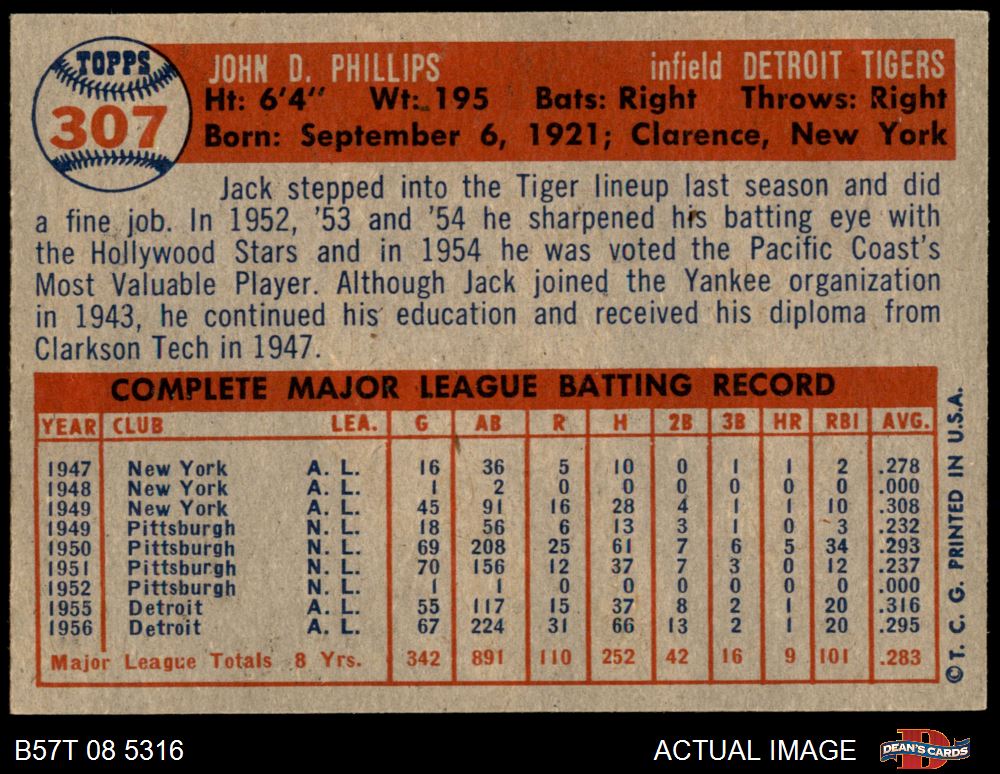 TOPPS
307
JOHN D. PHILLIPS infield DETROIT TIGERS
Ht: 6'4" Wt: 195 Bats: Right Throws: Right
Born: September 6, 1921; Clarence, New York
Jack stepped into the Tiger lineup last season and did
a fine job. In 1952, '53 and '54 he sharpened his batting eye with
the Hollywood Stars and in 1954 he was voted the Pacific Coast's
Most Valuable Player. Although Jack joined the Yankee organization
in 1943, he continued his education and received his diploma from
Clarkson Tech in 1947.
COMPLETE MAJOR LEAGUE BATTING RECORD
YEAR CLUB LEA. G AB R H 2B 3B HR RBI AVG.
1947 New York A. L. 16 36 5 10 0 1 1 2 .278
1948 New York A. L. 1 2 0 0 0 0 0 0 .000
1949 New York A. L. 45 91 16 28 4 1 1 10 .308
1949 Pittsburgh N. L. 18 56 6 13 3 1 0 3 .232
1950 Pittsburgh N. L. 69 208 25 61 7 6 5 34 .293
1951 Pittsburgh N. L. 70 156 12 37 7 3 0 12 .237
1952 Pittsburgh N. L. 1 1 0 0 0 0 0 0 .000
1955 Detroit A. L. 55 117 15 37 8 2 1 20 .316
1956 Detroit A. L. 67 224 31 66 13 2 1 20 .295
Major League Totals 8 Yrs. 342 891 110 252 42 16 9 101 .283
© T. C. G. PRINTED IN U.S.A.
B57T 08 5316
ACTUAL IMAGE
DEAN'S CARDS